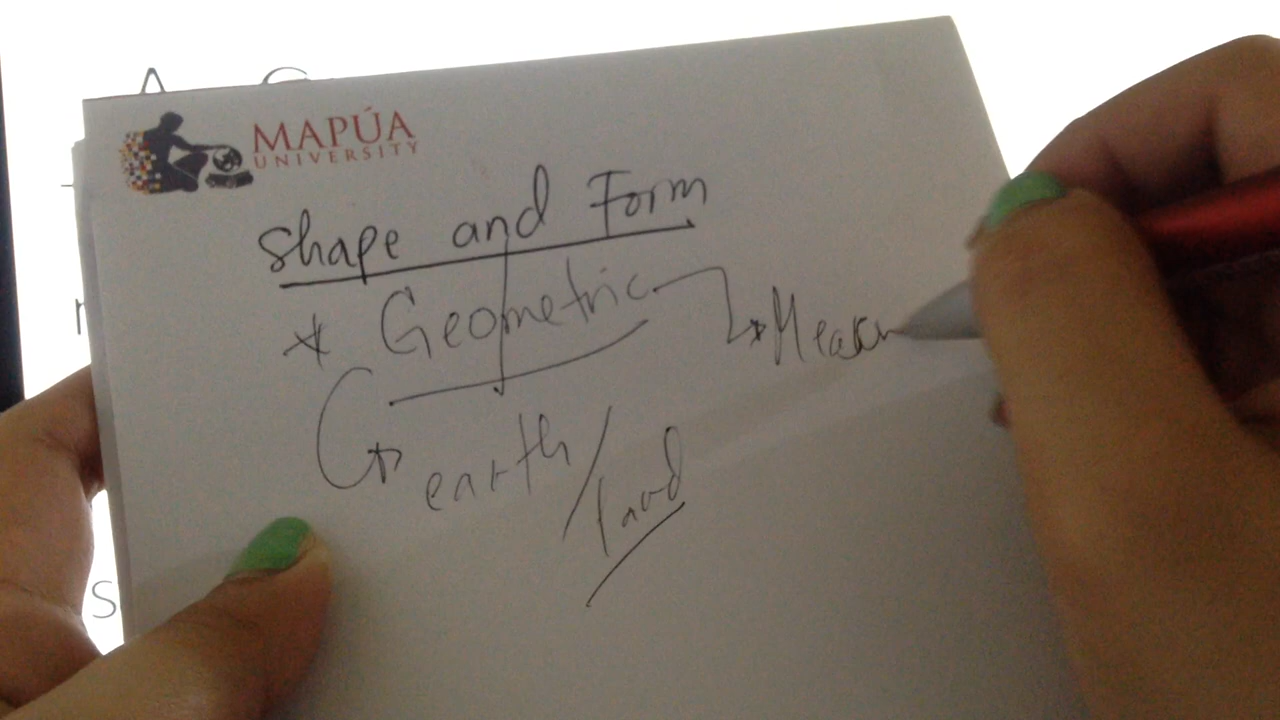 MAPÚA
UNIVERSITY
Shape and Form
* Geometric
earth/land